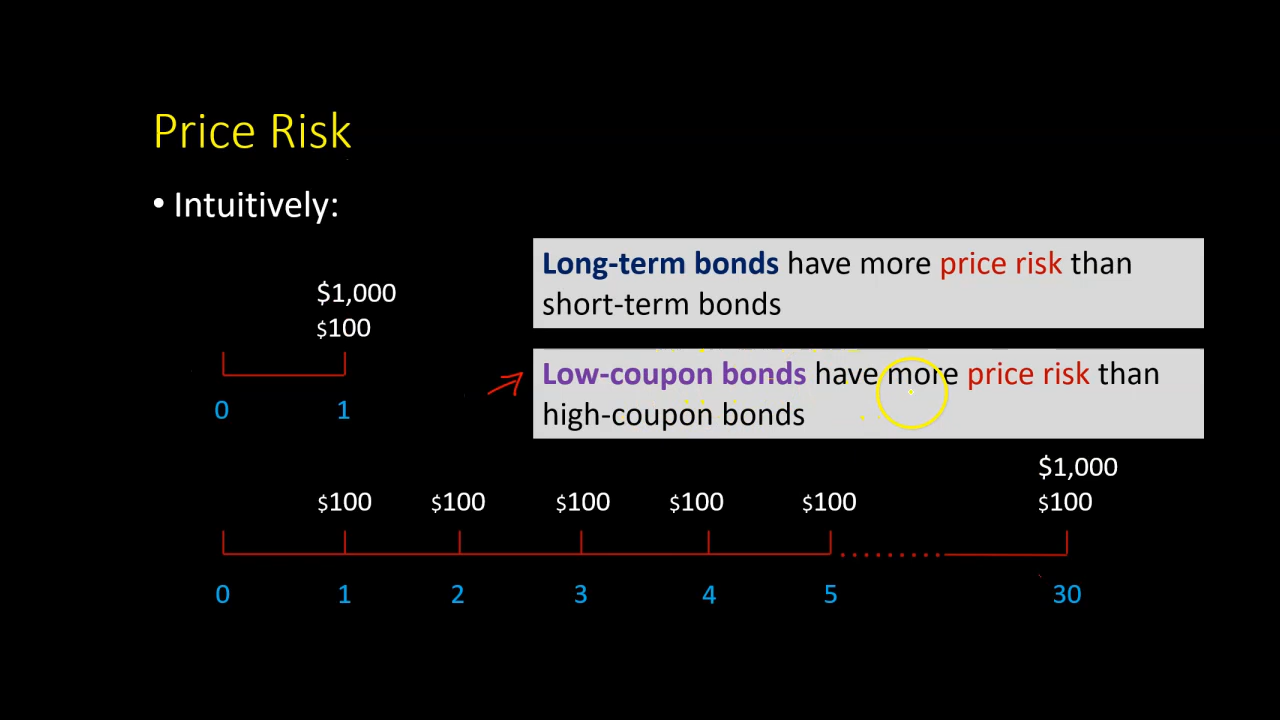 Price Risk
• Intuitively:
Long-term bonds have more price risk than
short-term bonds
$1,000
$100
0 1
Low-coupon bonds have more price risk than
high-coupon bonds
$1,000
$100 $100 $100 $100 $100 $100
0 1 2 3 4 5 30